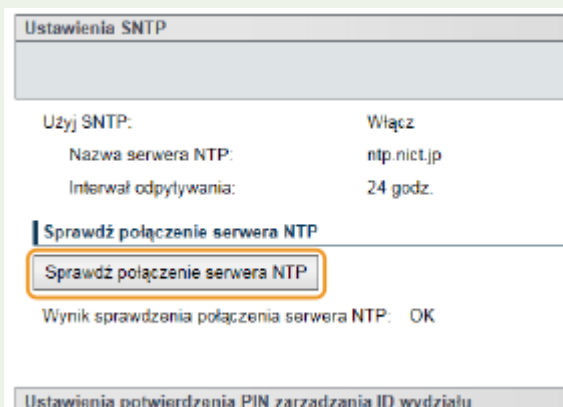 Ustawienia SNTP
Użyj SNTP: Włącz
Nazwa serwera NTP: ntp.nict.jp
Interwał odpytywania: 24 godz.
Sprawdź połączenie serwera NTP
Sprawdź połączenie serwera NTP
Wynik sprawdzenia połączenia serwera NTP: OK
Ustawienia potwierdzenia PIN zarządzania ID wydziału